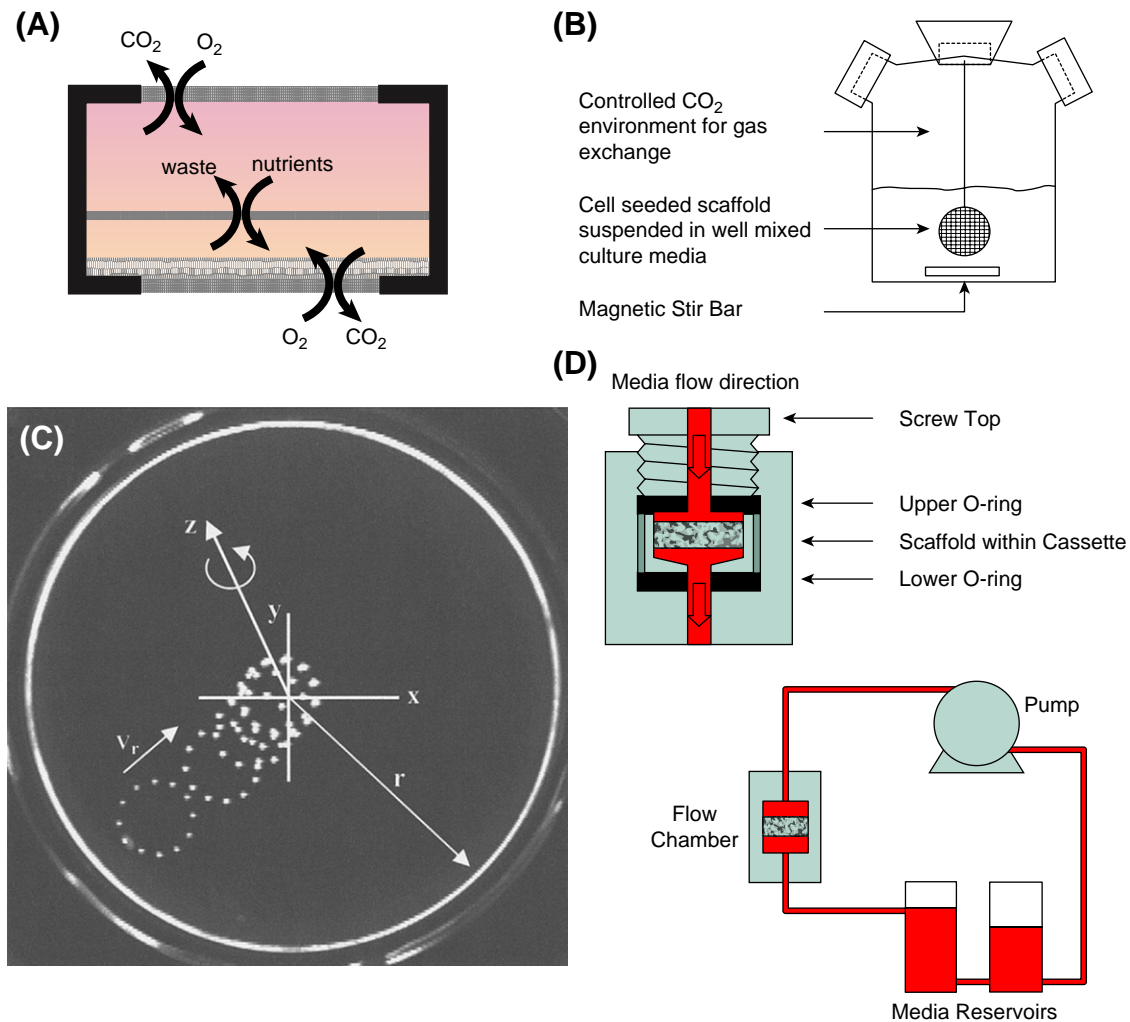 (A)
CO2
O2
waste
nutrients
O2
CO2
(B)
Controlled CO2
environment for gas
exchange
Cell seeded scaffold
suspended in well mixed
culture media
Magnetic Stir Bar
(C)
z
y
x
Vr
r
(D)
Media flow direction
Screw Top
Upper O-ring
Scaffold within Cassette
Lower O-ring
Pump
Flow
Chamber
Media Reservoirs